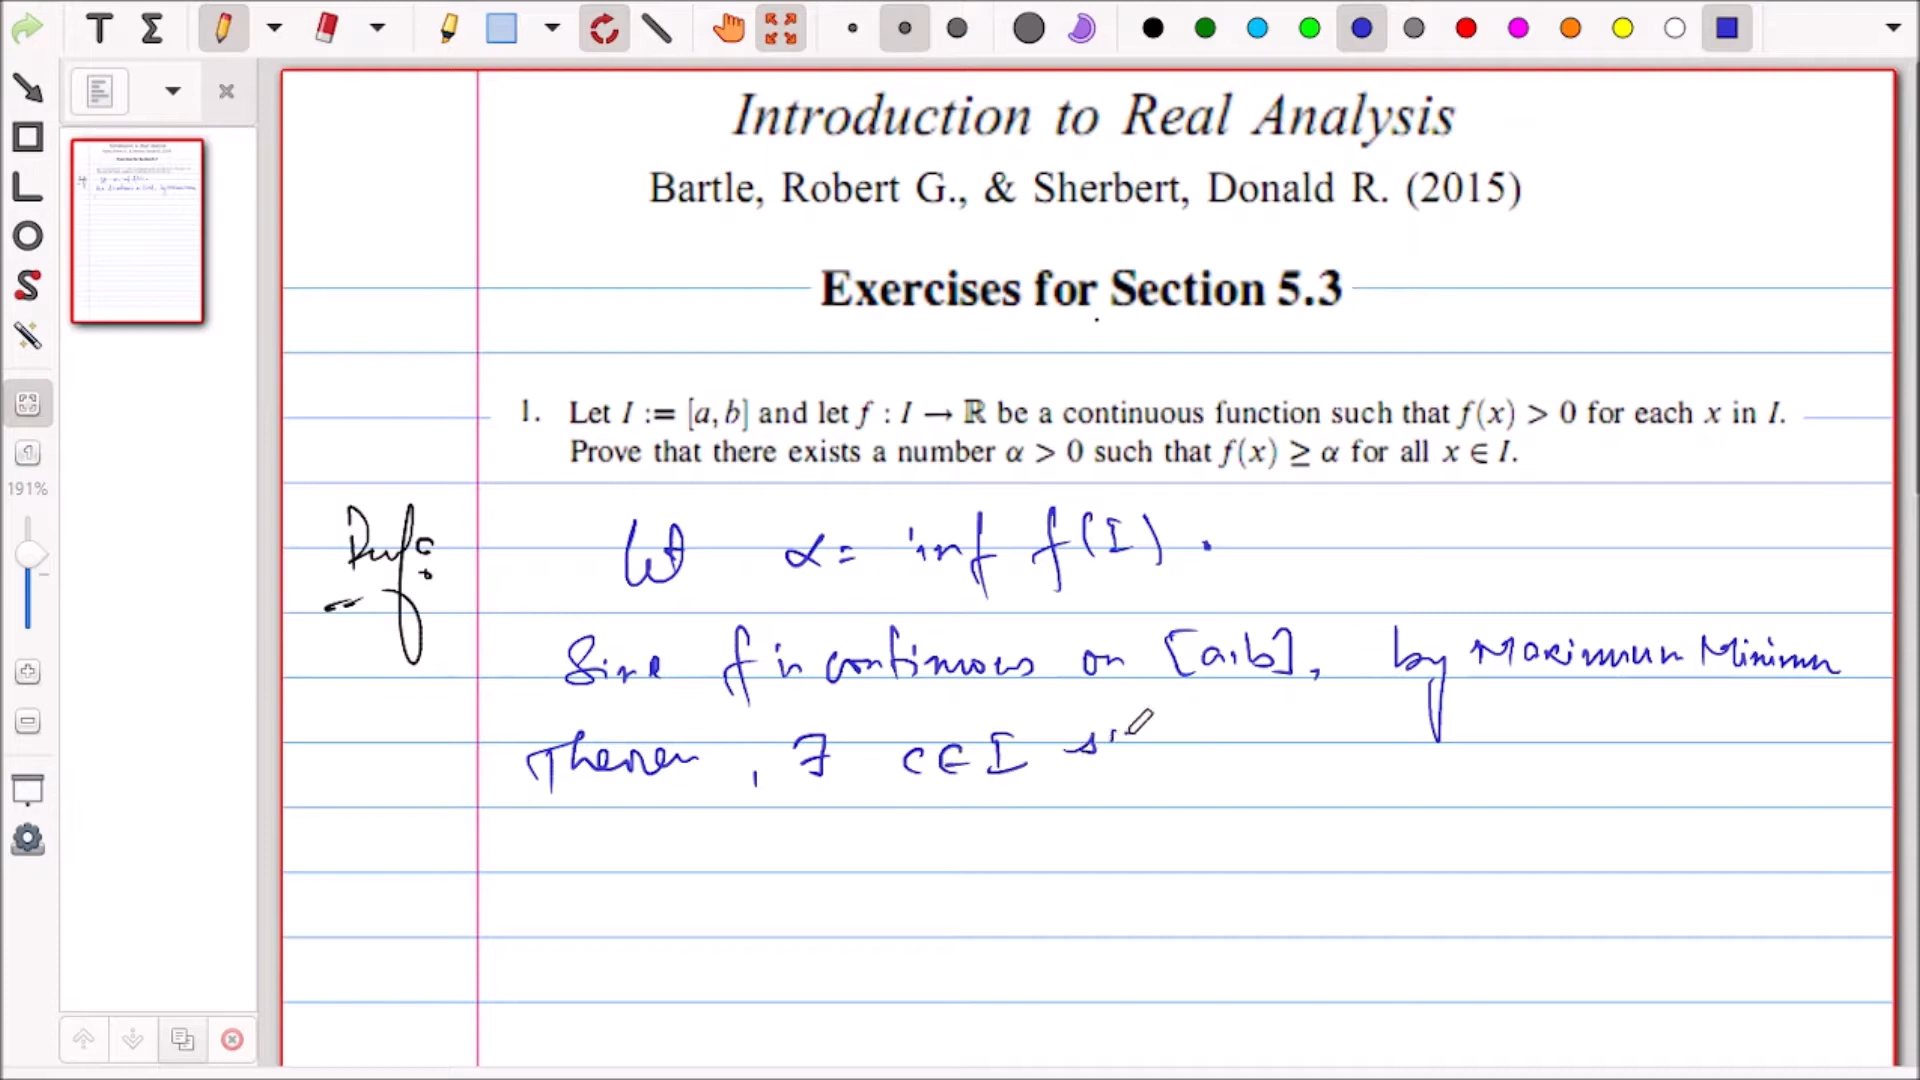 Introduction to Real Analysis
Bartle, Robert G., & Sherbert, Donald R. (2015)
Exercises for Section 5.3
1. Let I := [a, b] and let f : I → ℝ be a continuous function such that f(x) > 0 for each x in I.
Prove that there exists a number α > 0 such that f(x) ≥ α for all x ∈ I.
Let α = inf f(I).
Since f is continuous on [a,b], by Maximum Minimum
Theorem, ∃ c ∈ I
191%